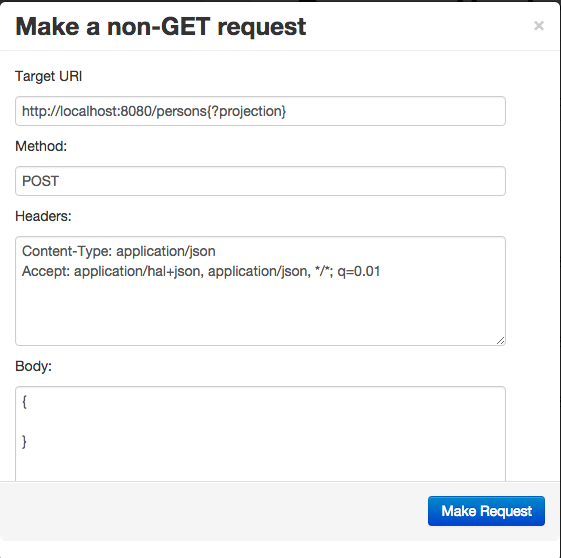 Make a non-GET request
×
Target URI
http://localhost:8080/persons{?projection}
Method:
POST
Headers:
Content-Type: application/json
Accept: application/hal+json, application/json, */*; q=0.01
Body:
{
}
Make Request